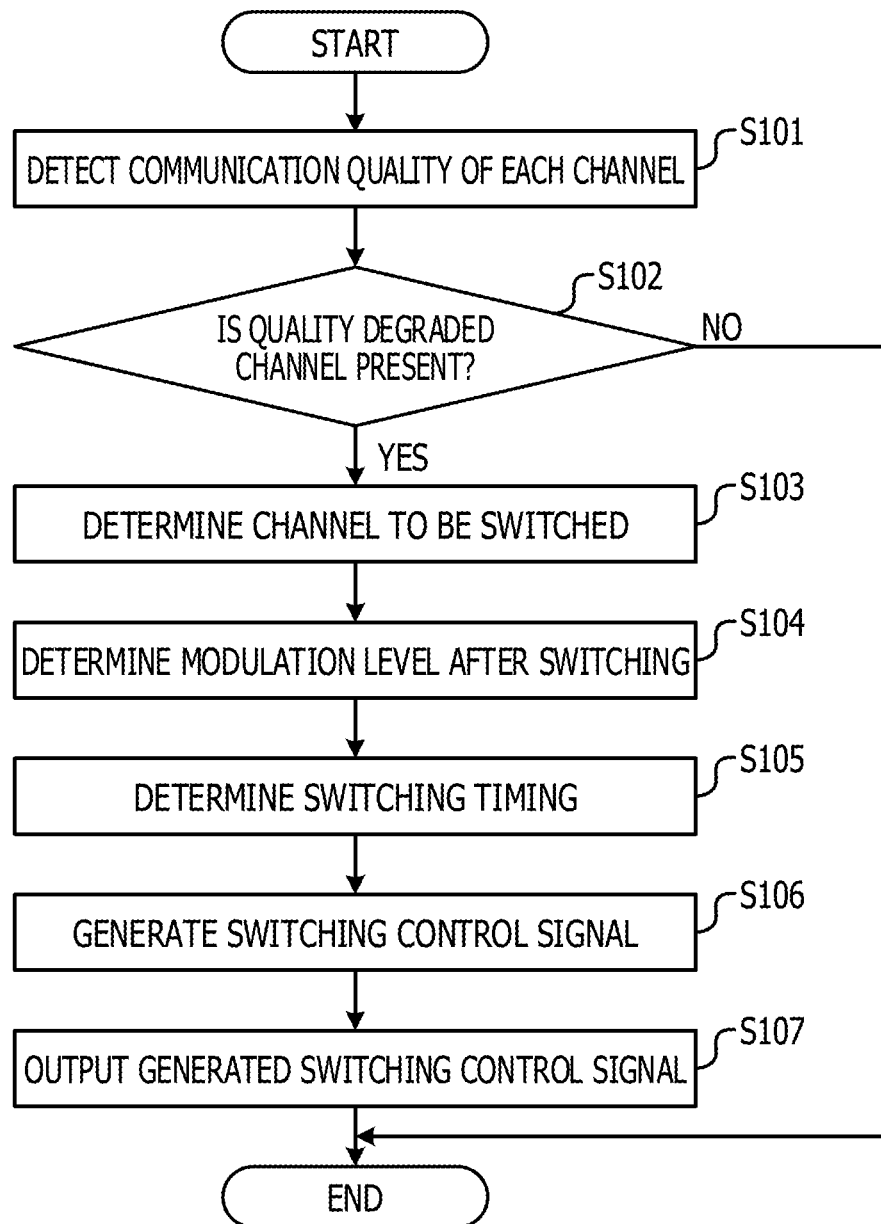 START
DETECT COMMUNICATION QUALITY OF EACH CHANNEL
S101
IS QUALITY DEGRADED
CHANNEL PRESENT?
S102
NO
YES
DETERMINE CHANNEL TO BE SWITCHED
S103
DETERMINE MODULATION LEVEL AFTER SWITCHING
S104
DETERMINE SWITCHING TIMING
S105
GENERATE SWITCHING CONTROL SIGNAL
S106
OUTPUT GENERATED SWITCHING CONTROL SIGNAL
S107
END